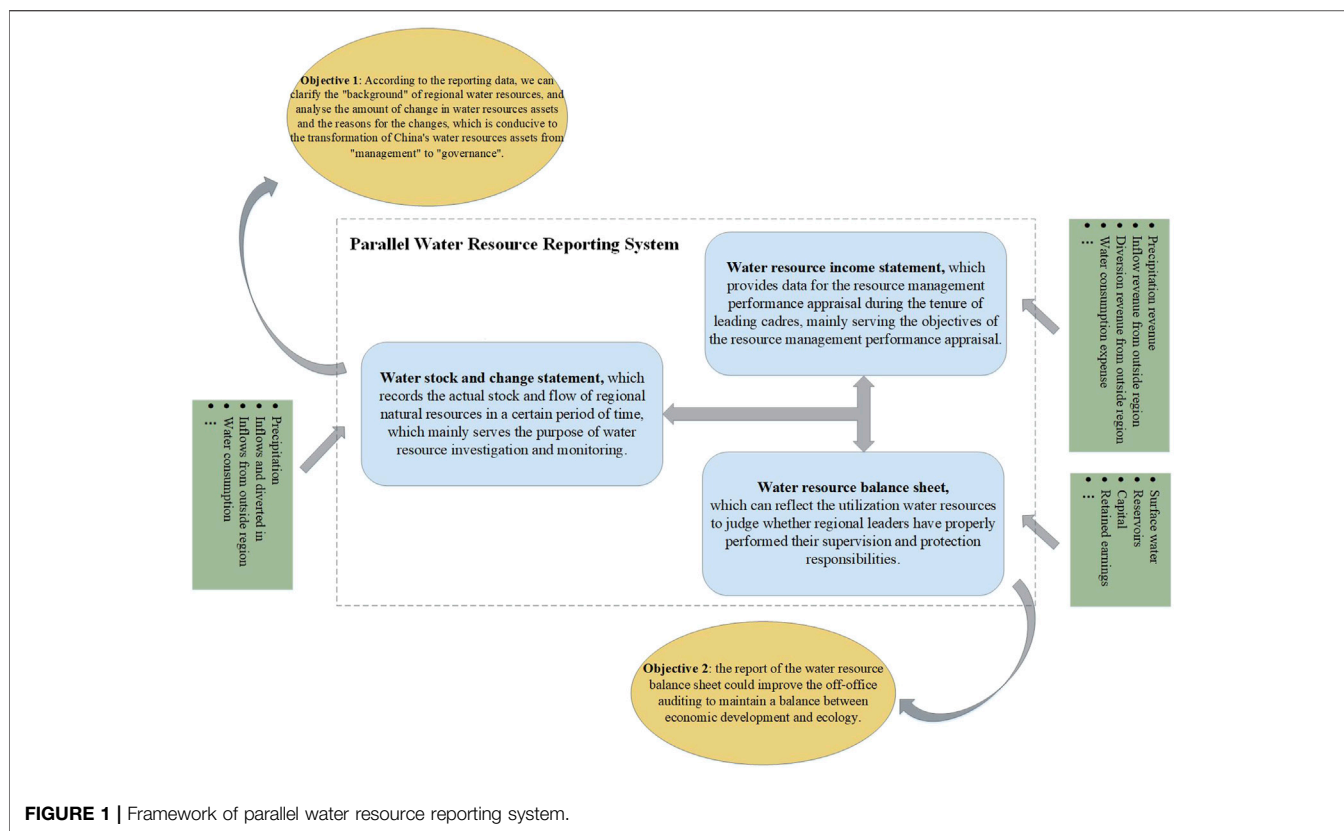 Objective 1: According to the reporting data, we can
clarify the "background" of regional water resources, and
analyse the amount of change in water resources assets
and the reasons for the changes, which is conducive to
the transformation of China's water resources assets from
"management" to "governance".
Parallel Water Resource Reporting System
Water resource income statement, which
provides data for the resource management
performance appraisal during the tenure of
leading cadres, mainly serving the objectives of
the resource management performance appraisal.
• Precipitation revenue
• Inflow revenue from outside region
• Diversion revenue from outside region
• Water consumption expense
• ...
Water stock and change statement, which
records the actual stock and flow of regional
natural resources in a certain period of time,
which mainly serves the purpose of water
resource investigation and monitoring.
• Precipitation
• Inflows and diverted in
• Inflows from outside region
• Water consumption
• ...
Water resource balance sheet,
which can reflect the utilization water resources
to judge whether regional leaders have properly
performed their supervision and protection
responsibilities.
• Surface water
• Reservoirs
• Capital
• Retained earnings
• ...
Objective 2: the report of the water resource
balance sheet could improve the off-office
auditing to maintain a balance between
economic development and ecology.
FIGURE 1 | Framework of parallel water resource reporting system.